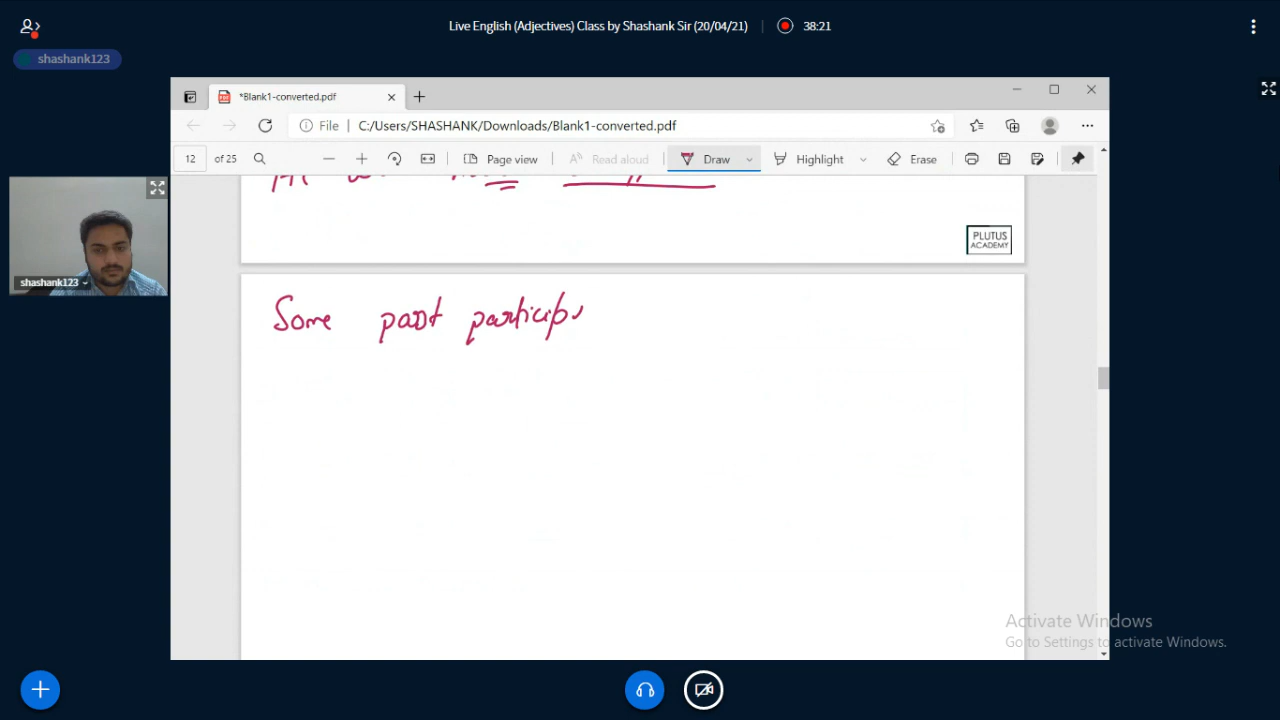 Live English (Adjectives) Class by Shashank Sir (20/04/21) 38:21
shashank123
*Blank1-converted.pdf
File C:/Users/SHASHANK/Downloads/Blank1-converted.pdf
12 of 25 Page view Read aloud Draw Highlight Erase
PLUTUS
ACADEMY
shashank123
Some past particip
Activate Windows
Go to Settings to activate Windows.